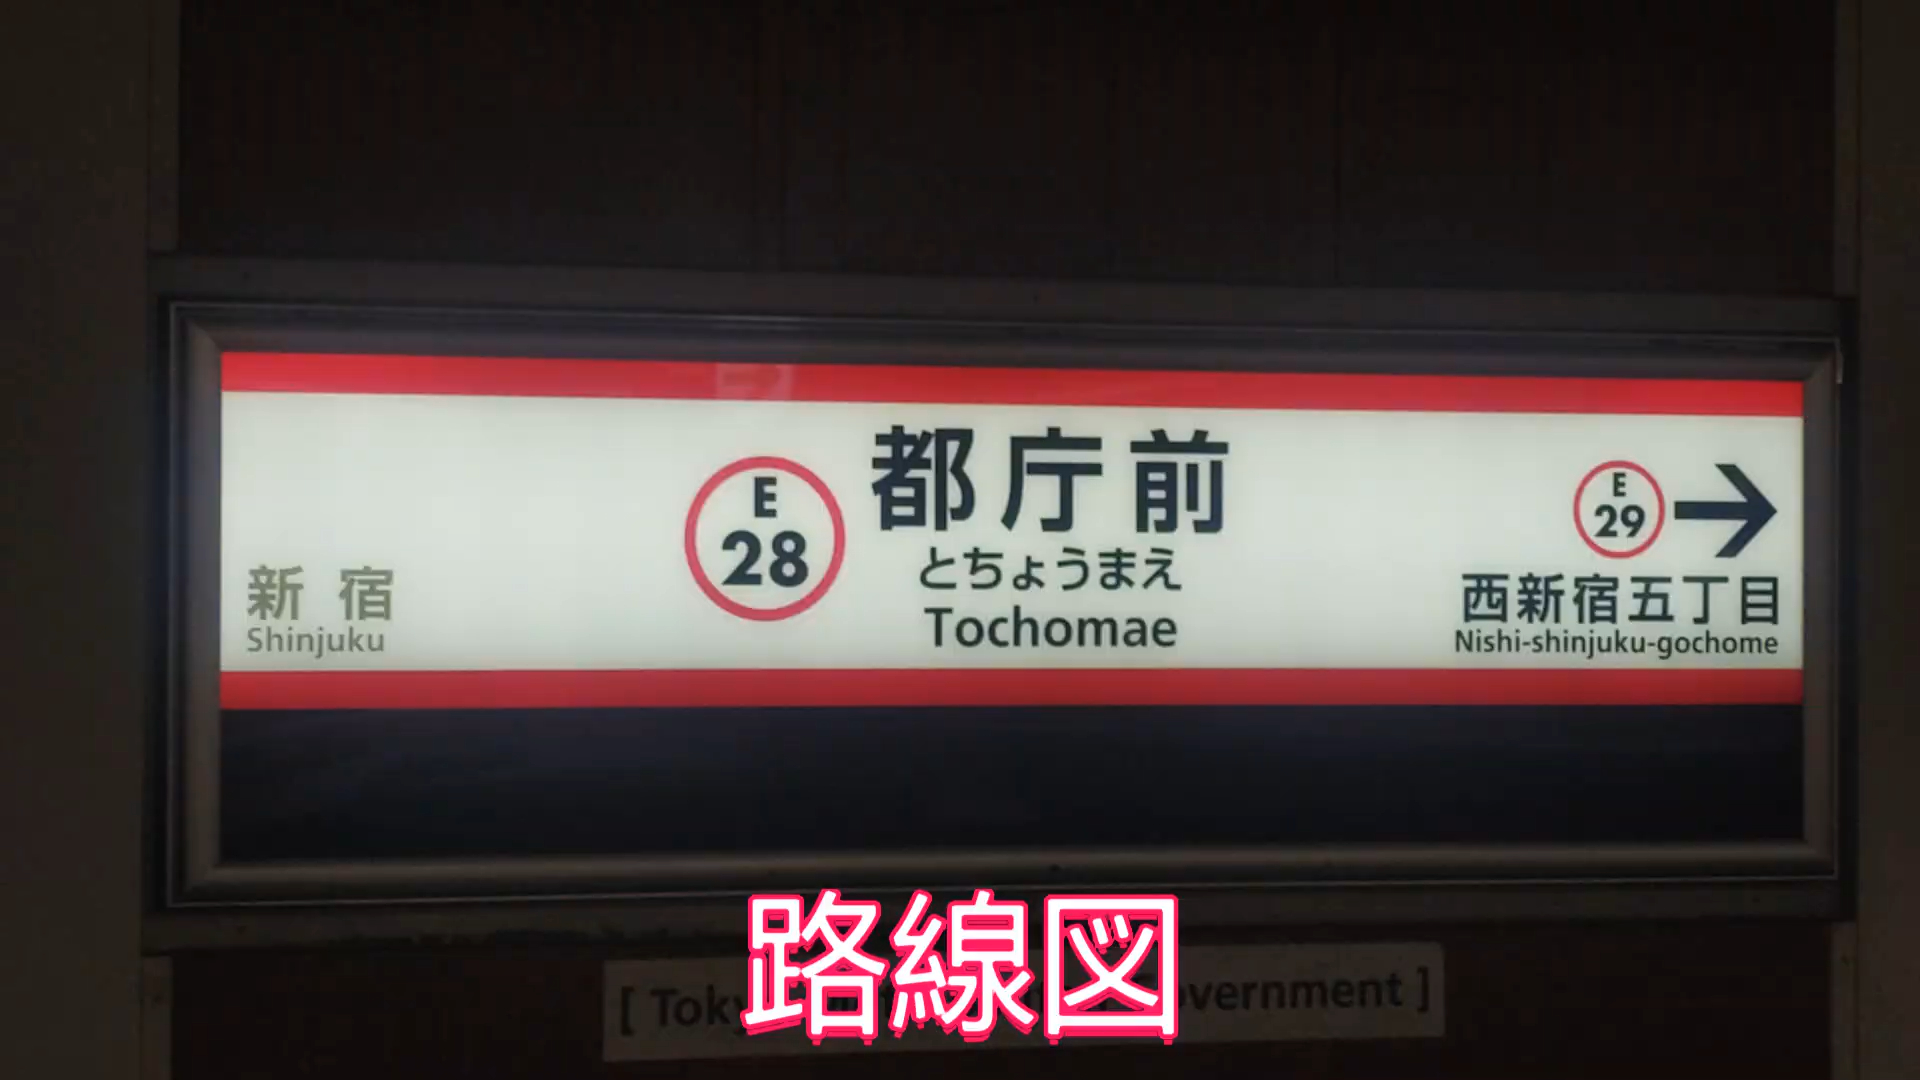 E
28
都庁前
とちょうまえ
Tochomae
新宿
Shinjuku
E
29
→
西新宿五丁目
Nishi-shinjuku-gochome
路線図
[ Toky vernment ]